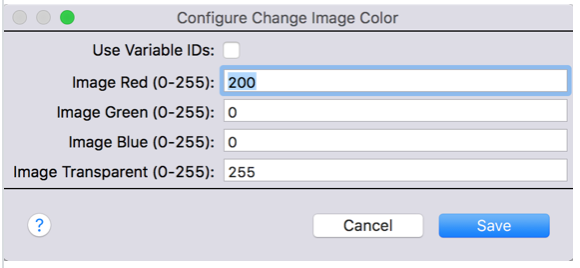 Configure Change Image Color
Use Variable IDs:
Image Red (0-255): 200
Image Green (0-255): 0
Image Blue (0-255): 0
Image Transparent (0-255): 255
? Cancel Save